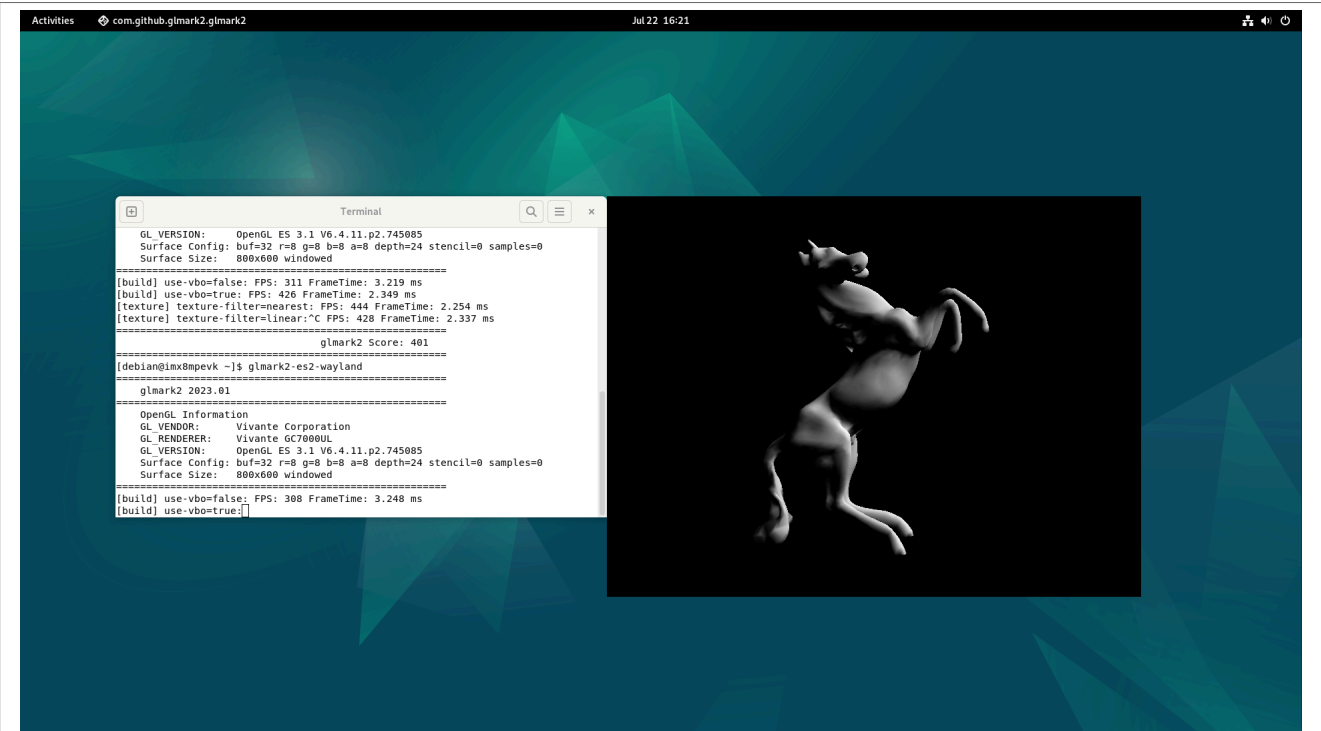 Activities com.github.glmark2.glmark2 Jul 22 16:21
Terminal
GL_VERSION: OpenGL ES 3.1 V6.4.11.p2.745085
Surface Config: buf=32 r=8 g=8 b=8 a=8 depth=24 stencil=0 samples=0
Surface Size: 800x600 windowed
=======================================================
[build] use-vbo=false: FPS: 311 FrameTime: 3.219 ms
[build] use-vbo=true: FPS: 426 FrameTime: 2.349 ms
[texture] texture-filter=nearest: FPS: 444 FrameTime: 2.254 ms
[texture] texture-filter=linear:^C FPS: 428 FrameTime: 2.337 ms
=======================================================
glmark2 Score: 401
=======================================================
[debian@imx8mpevk ~]$ glmark2-es2-wayland
=======================================================
glmark2 2023.01
=======================================================
OpenGL Information
GL_VENDOR: Vivante Corporation
GL_RENDERER: Vivante GC7000UL
GL_VERSION: OpenGL ES 3.1 V6.4.11.p2.745085
Surface Config: buf=32 r=8 g=8 b=8 a=8 depth=24 stencil=0 samples=0
Surface Size: 800x600 windowed
=======================================================
[build] use-vbo=false: FPS: 308 FrameTime: 3.248 ms
[build] use-vbo=true: